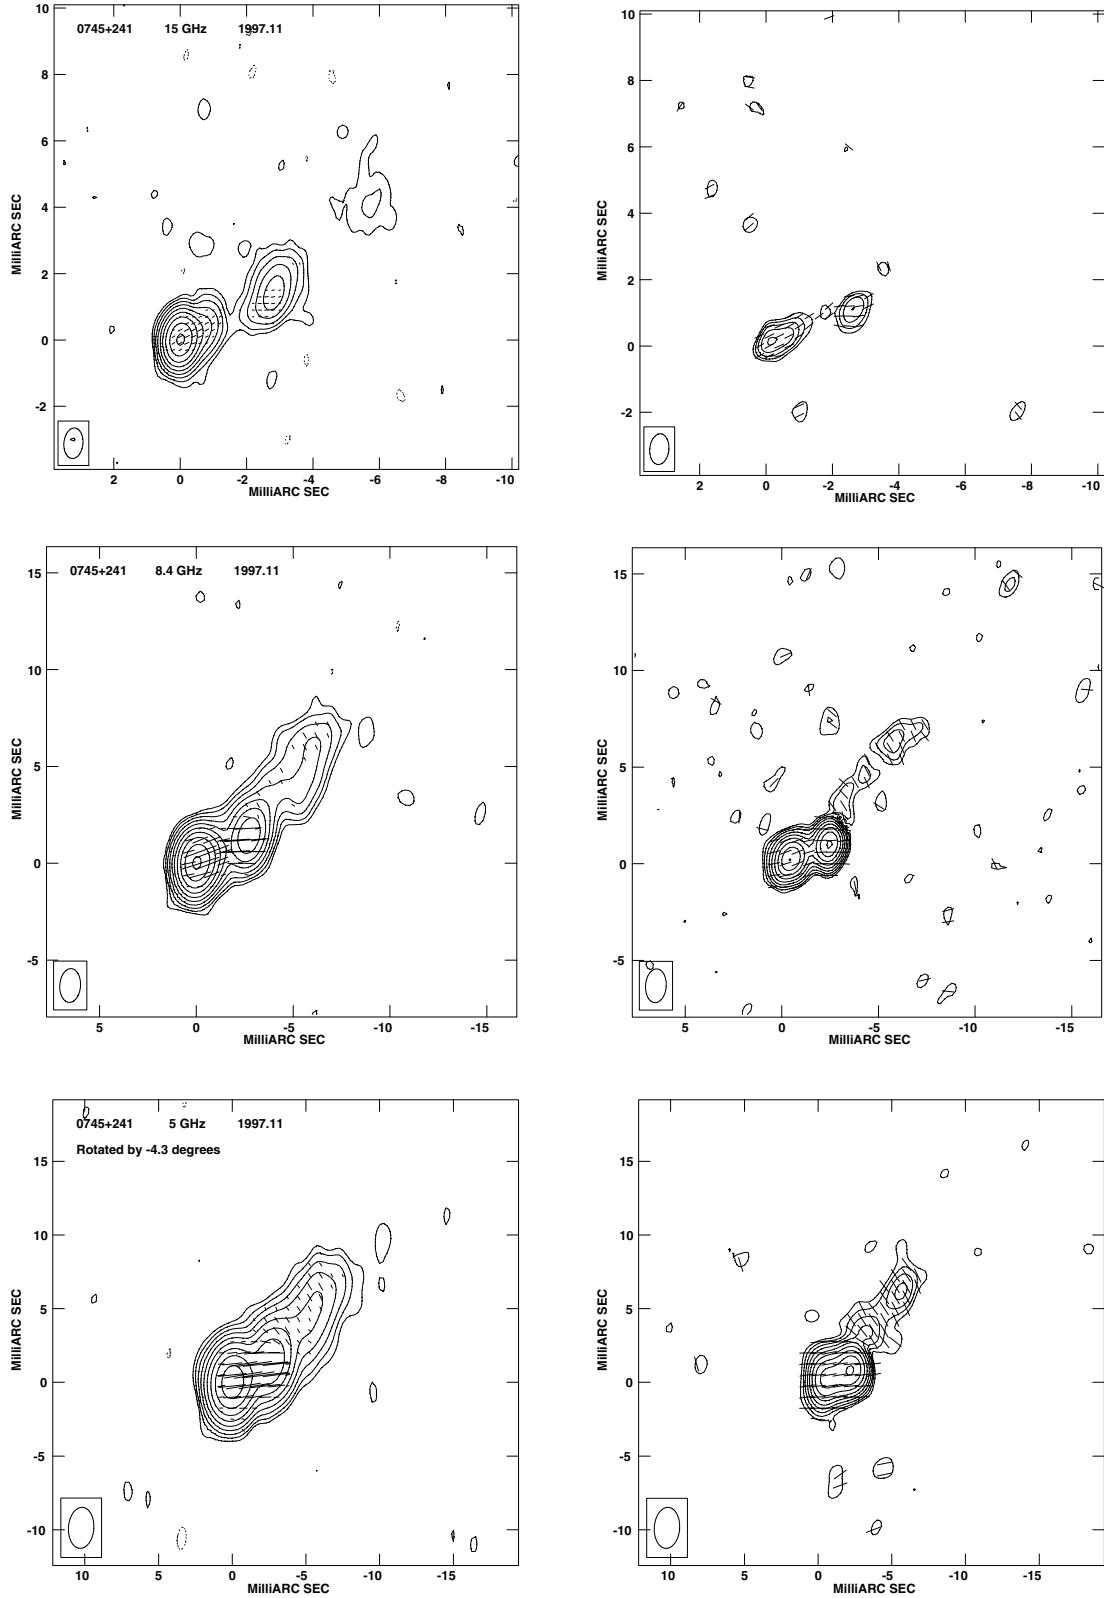 10
0745+241 15 GHz 1997.11
8
6
4
2
0
-2
MilliARC SEC
2 0 -2 -4 -6 -8 -10
MilliARC SEC
10
8
6
4
2
0
-2
MilliARC SEC
2 0 -2 -4 -6 -8 -10
MilliARC SEC
0745+241 8.4 GHz 1997.11
15
10
5
0
-5
MilliARC SEC
5 0 -5 -10 -15
MilliARC SEC
15
10
5
0
-5
MilliARC SEC
5 0 -5 -10 -15
MilliARC SEC
0745+241 5 GHz 1997.11
Rotated by -4.3 degrees
15
10
5
0
-5
-10
MilliARC SEC
10 5 0 -5 -10 -15
MilliARC SEC
15
10
5
0
-5
-10
MilliARC SEC
10 5 0 -5 -10 -15
MilliARC SEC